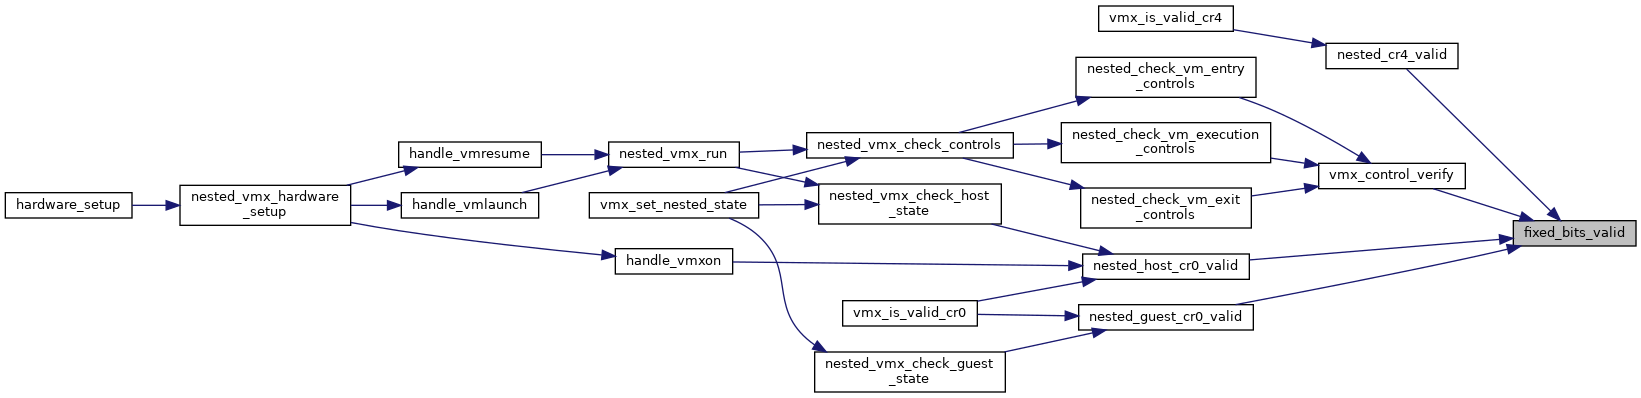 vmx_is_valid_cr4
nested_cr4_valid
nested_check_vm_entry
_controls
nested_check_vm_execution
_controls
nested_vmx_check_controls
handle_vmresume
nested_vmx_run
vmx_control_verify
nested_vmx_hardware
_setup
hardware_setup
handle_vmlaunch
vmx_set_nested_state
nested_vmx_check_host
_state
nested_check_vm_exit
_controls
fixed_bits_valid
handle_vmxon
nested_host_cr0_valid
vmx_is_valid_cr0
nested_guest_cr0_valid
nested_vmx_check_guest
_state